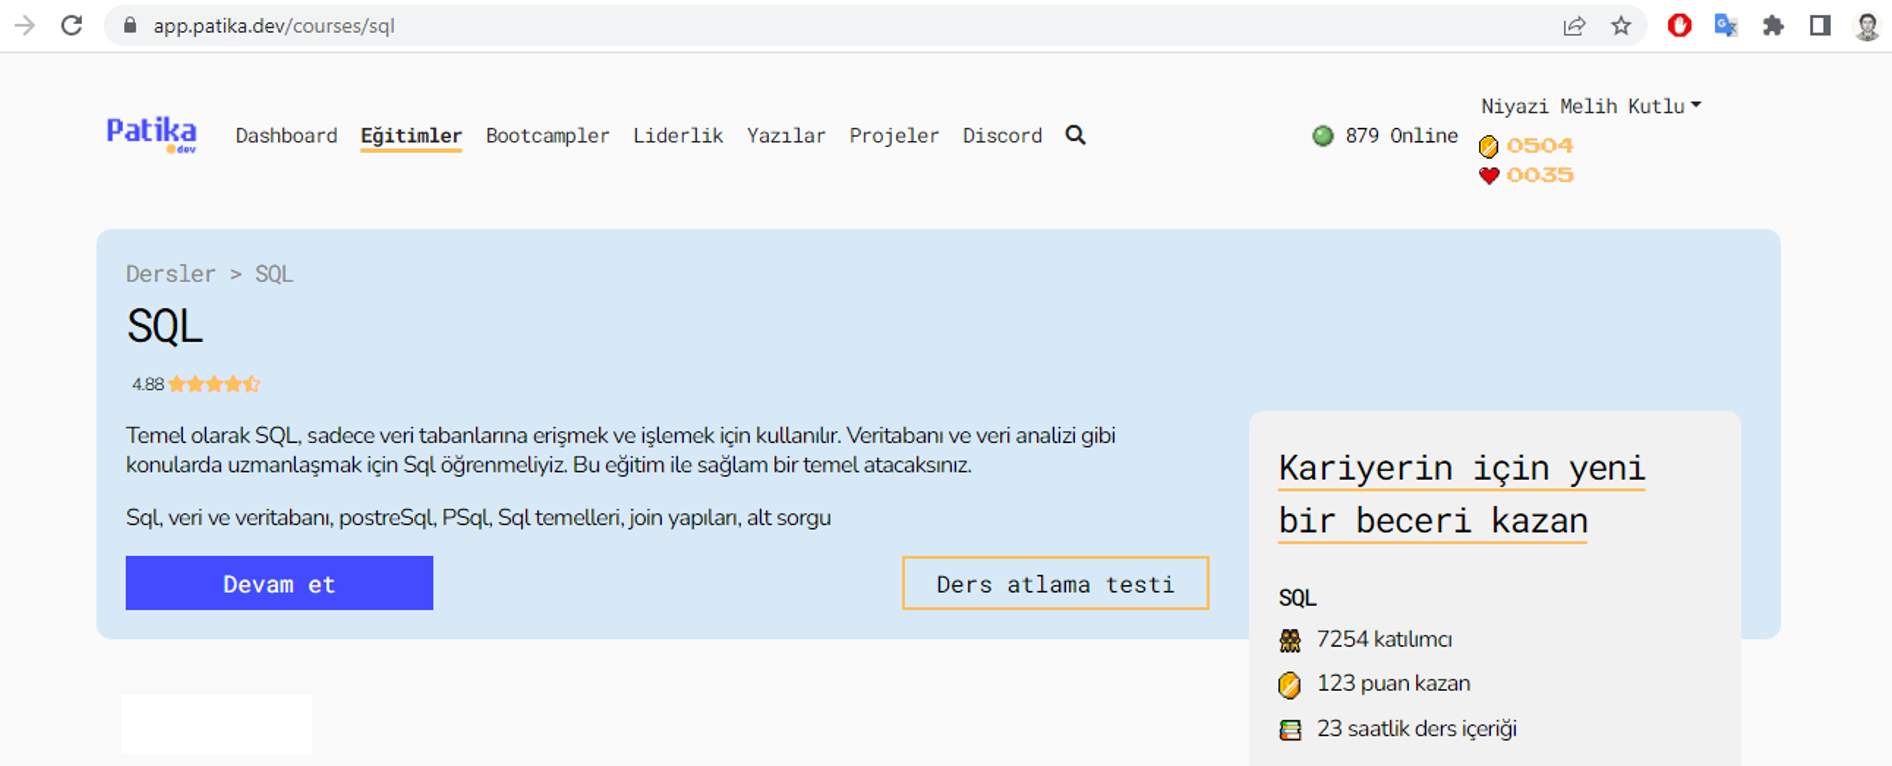 app.patika.dev/courses/sql
Niyazi Melih Kutlu
Patika
dev
Dashboard Eğitimler Bootcampler Liderlik Yazılar Projeler Discord
879 Online
0504
0035
Dersler > SQL
SQL
4.88
Temel olarak SQL, sadece veri tabanlarına erişmek ve işlemek için kullanılır. Veritabanı ve veri analizi gibi
konularda uzmanlaşmak için Sql öğrenmeliyiz. Bu eğitim ile sağlam bir temel atacaksınız.
Sql, veri ve veritabanı, postreSql, PSql, Sql temelleri, join yapıları, alt sorgu
Devam et
Ders atlama testi
Kariyerin için yeni
bir beceri kazan
SQL
7254 katılımcı
123 puan kazan
23 saatlik ders içeriği